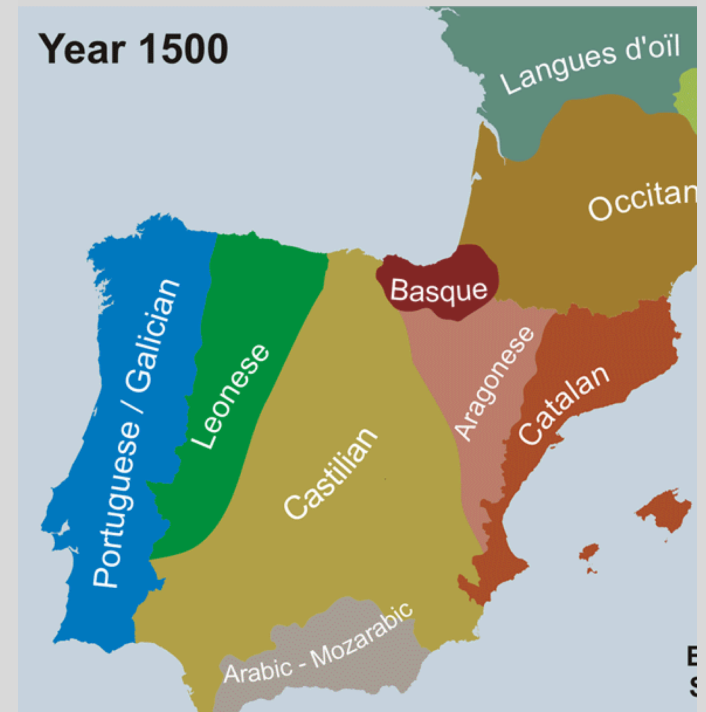 Year 1500
Langues d'oïl
Occitan
Basque
Portuguese / Galician
Leonese
Castilian
Aragonese
Catalan
Arabic - Mozarabic
E
S